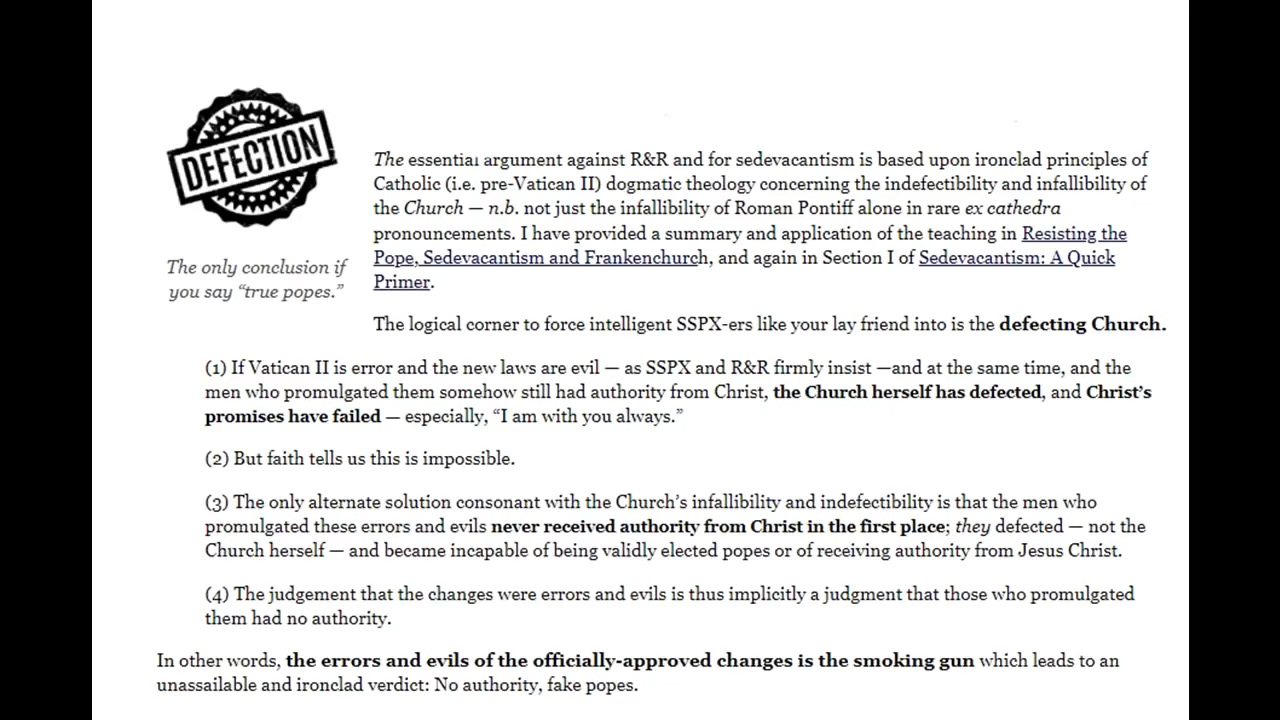 DEFECTION
The only conclusion if
you say “true popes.”
The essential argument against R&R and for sedevacantism is based upon ironclad principles of
Catholic (i.e. pre-Vatican II) dogmatic theology concerning the indefectibility and infallibility of
the Church — n.b. not just the infallibility of Roman Pontiff alone in rare ex cathedra
pronouncements. I have provided a summary and application of the teaching in Resisting the
Pope, Sedevacantism and Frankenchurch, and again in Section I of Sedevacantism: A Quick
Primer.
The logical corner to force intelligent SSPX-ers like your lay friend into is the defecting Church.
(1) If Vatican II is error and the new laws are evil — as SSPX and R&R firmly insist —and at the same time, and the
men who promulgated them somehow still had authority from Christ, the Church herself has defected, and Christ’s
promises have failed — especially, “I am with you always.”
(2) But faith tells us this is impossible.
(3) The only alternate solution consonant with the Church’s infallibility and indefectibility is that the men who
promulgated these errors and evils never received authority from Christ in the first place; they defected — not the
Church herself — and became incapable of being validly elected popes or of receiving authority from Jesus Christ.
(4) The judgement that the changes were errors and evils is thus implicitly a judgment that those who promulgated
them had no authority.
In other words, the errors and evils of the officially-approved changes is the smoking gun which leads to an
unassailable and ironclad verdict: No authority, fake popes.